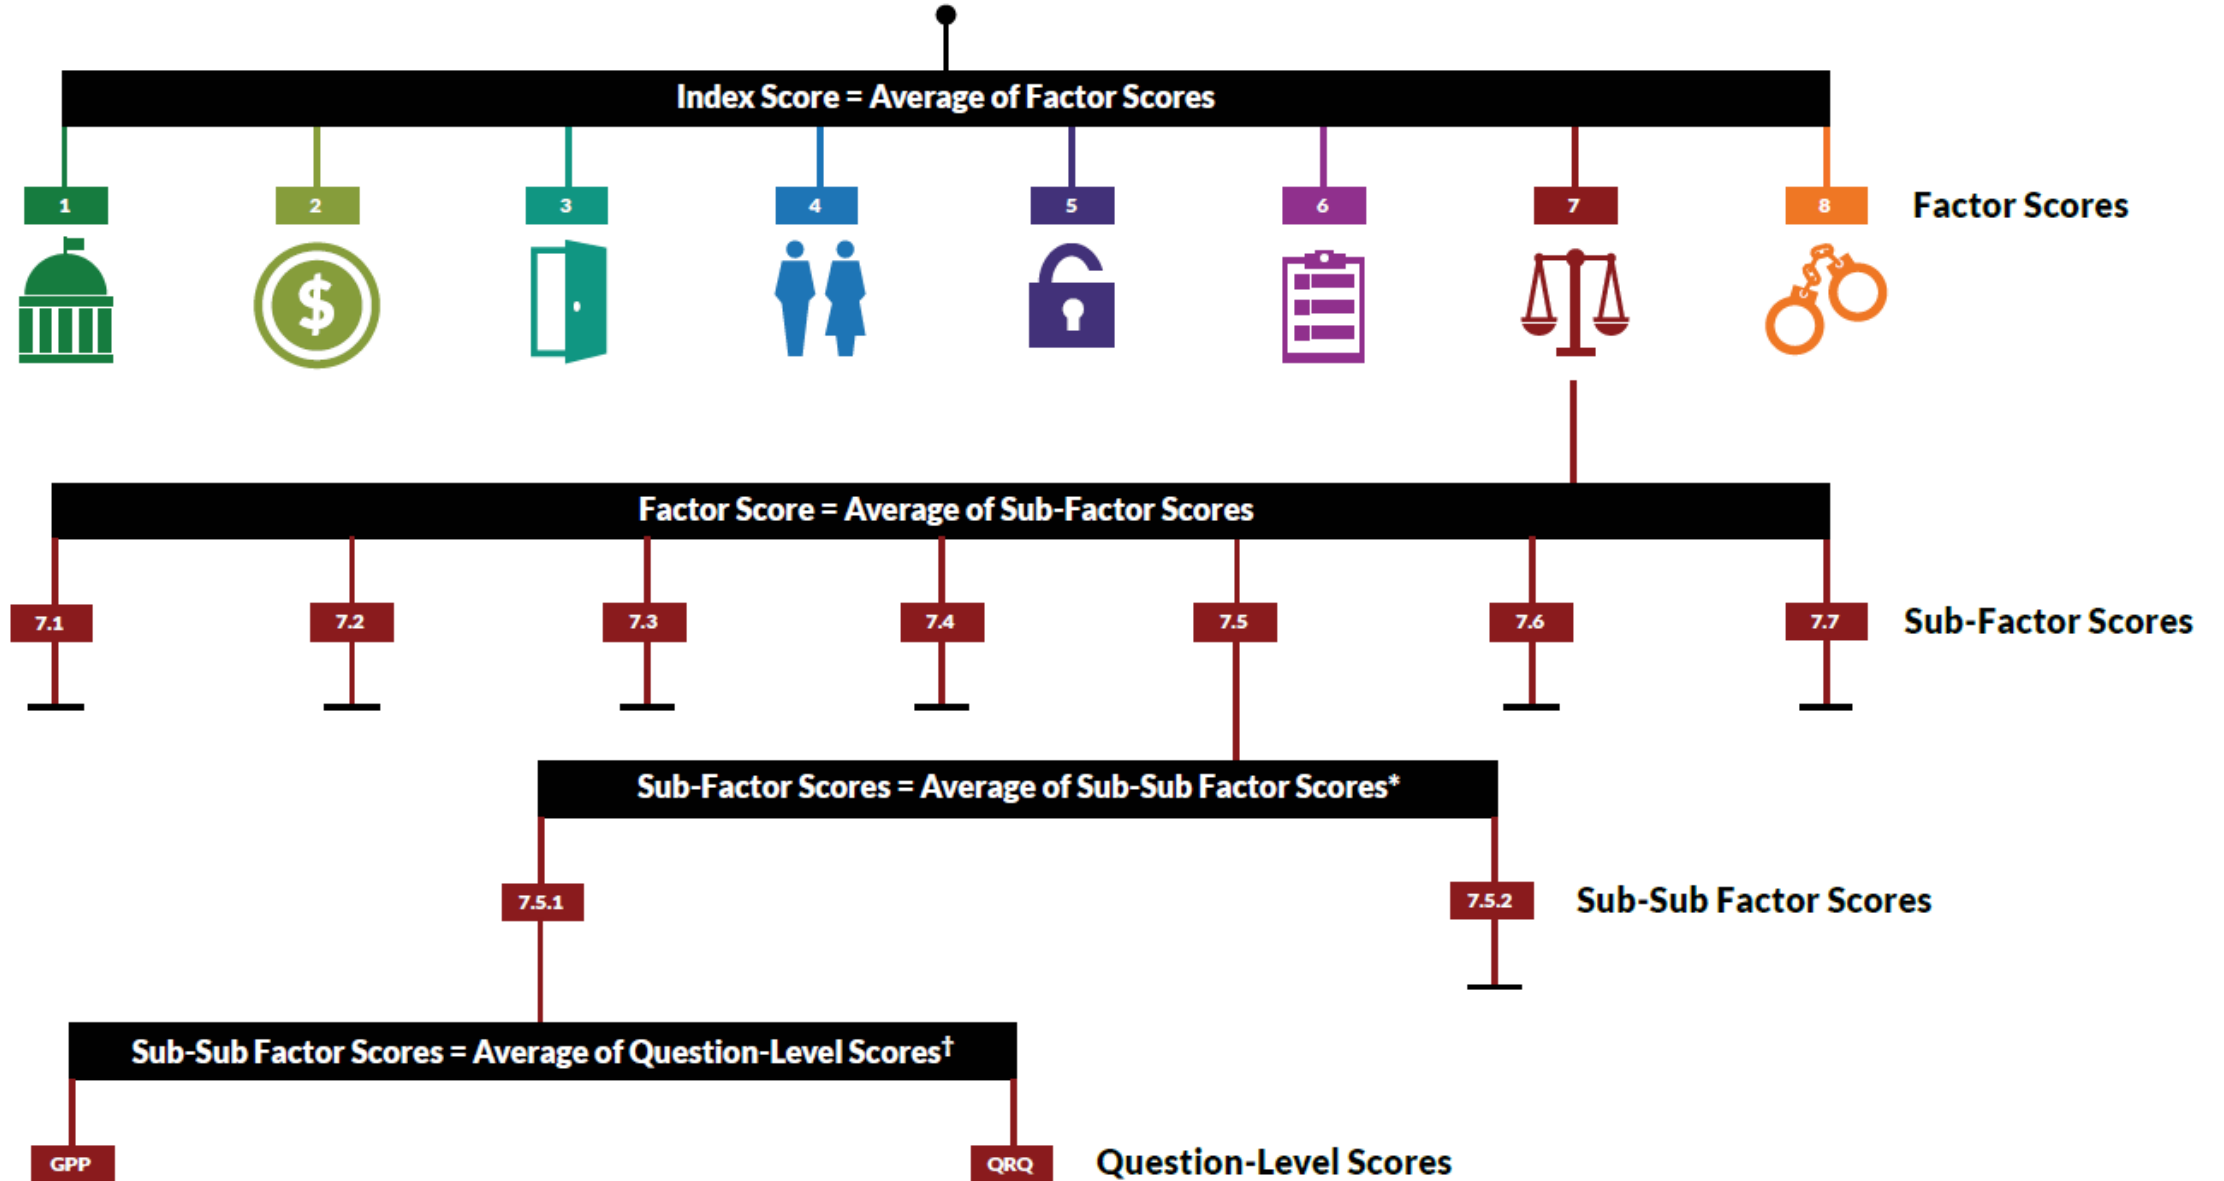 Index Score = Average of Factor Scores
1 2 3 4 5 6 7 8 Factor Scores
$
Factor Score = Average of Sub-Factor Scores
7.1 7.2 7.3 7.4 7.5 7.6 7.7 Sub-Factor Scores
Sub-Factor Scores = Average of Sub-Sub Factor Scores*
7.5.1 7.5.2 Sub-Sub Factor Scores
Sub-Sub Factor Scores = Average of Question-Level Scores†
GPP QRQ Question-Level Scores